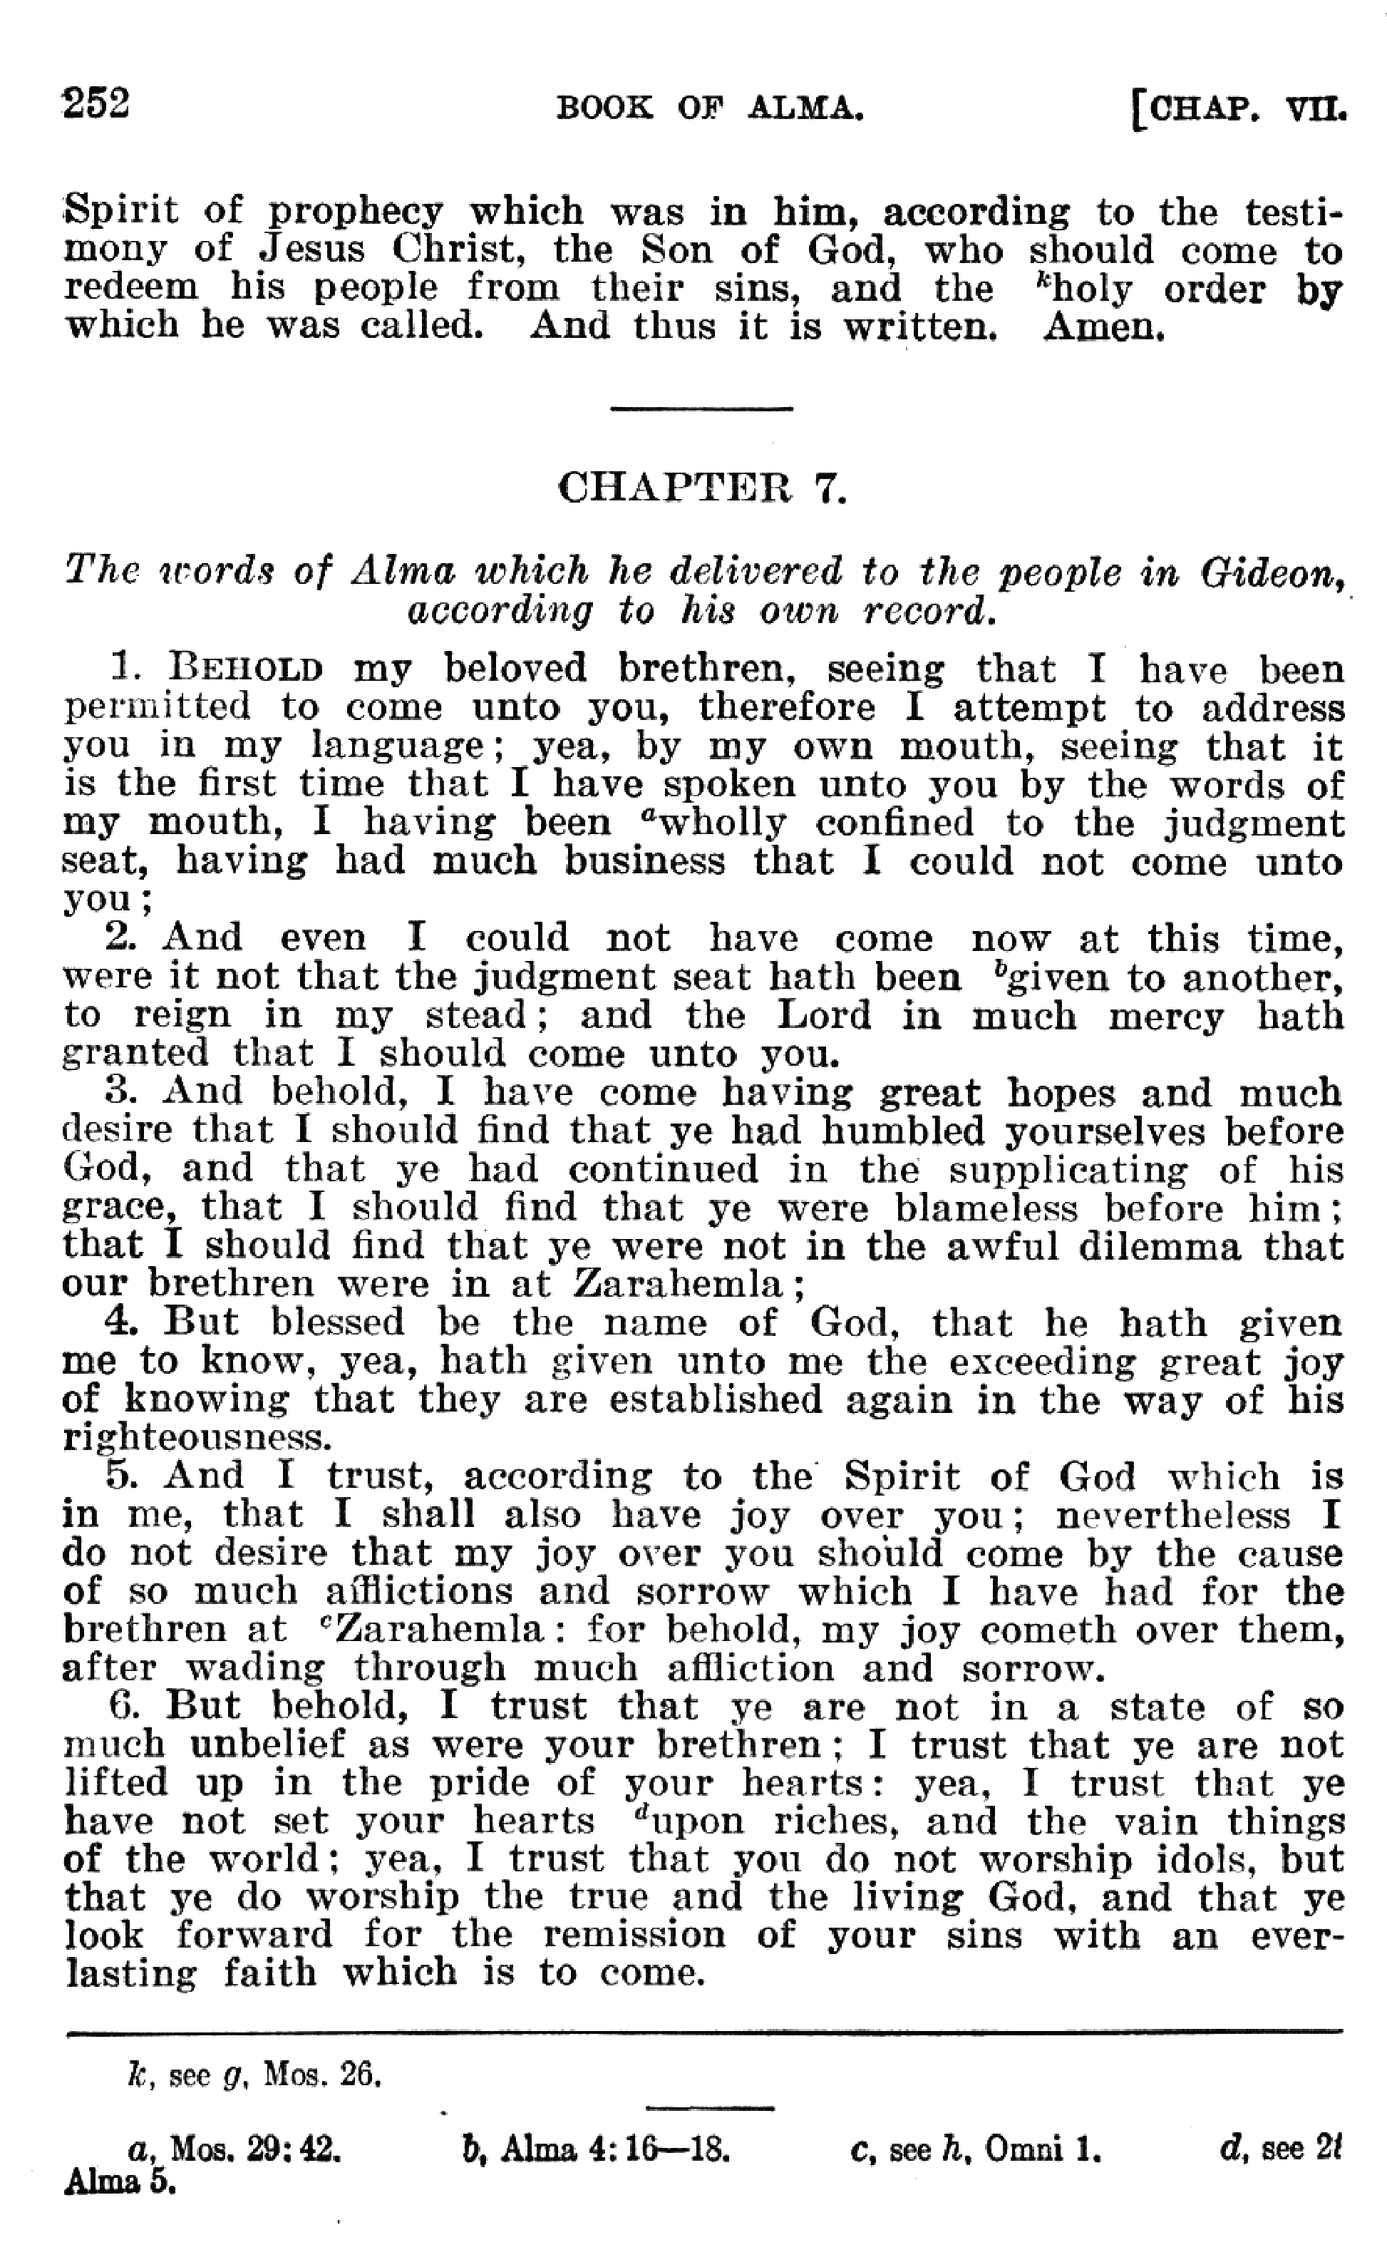 252 BOOK OF ALMA. [CHAP. VII.
Spirit of prophecy which was in him, according to the testi-
mony of Jesus Christ, the Son of God, who should come to
redeem his people from their sins, and the kholy order by
which he was called. And thus it is written. Amen.
CHAPTER 7.
The words of Alma which he delivered to the people in Gideon,
according to his own record.
1. BEHOLD my beloved brethren, seeing that I have been
permitted to come unto you, therefore I attempt to address
you in my language; yea, by my own mouth, seeing that it
is the first time that I have spoken unto you by the words of
my mouth, I having been awholly confined to the judgment
seat, having had much business that I could not come unto
you;
2. And even I could not have come now at this time,
were it not that the judgment seat hath been bgiven to another,
to reign in my stead; and the Lord in much mercy hath
granted that I should come unto you.
3. And behold, I have come having great hopes and much
desire that I should find that ye had humbled yourselves before
God, and that ye had continued in the supplicating of his
grace, that I should find that ye were blameless before him;
that I should find that ye were not in the awful dilemma that
our brethren were in at Zarahemla;
4. But blessed be the name of God, that he hath given
me to know, yea, hath given unto me the exceeding great joy
of knowing that they are established again in the way of his
righteousness.
5. And I trust, according to the Spirit of God which is
in me, that I shall also have joy over you; nevertheless I
do not desire that my joy over you should come by the cause
of so much afflictions and sorrow which I have had for the
brethren at cZarahemla: for behold, my joy cometh over them,
after wading through much affliction and sorrow.
6. But behold, I trust that ye are not in a state of so
much unbelief as were your brethren; I trust that ye are not
lifted up in the pride of your hearts: yea, I trust that ye
have not set your hearts dupon riches, and the vain things
of the world; yea, I trust that you do not worship idols, but
that ye do worship the true and the living God, and that ye
look forward for the remission of your sins with an ever-
lasting faith which is to come.
k, see g, Mos. 26.
a, Mos. 29: 42. b, Alma 4: 16—18. c, see h, Omni 1. d, see 2t
Alma 5.